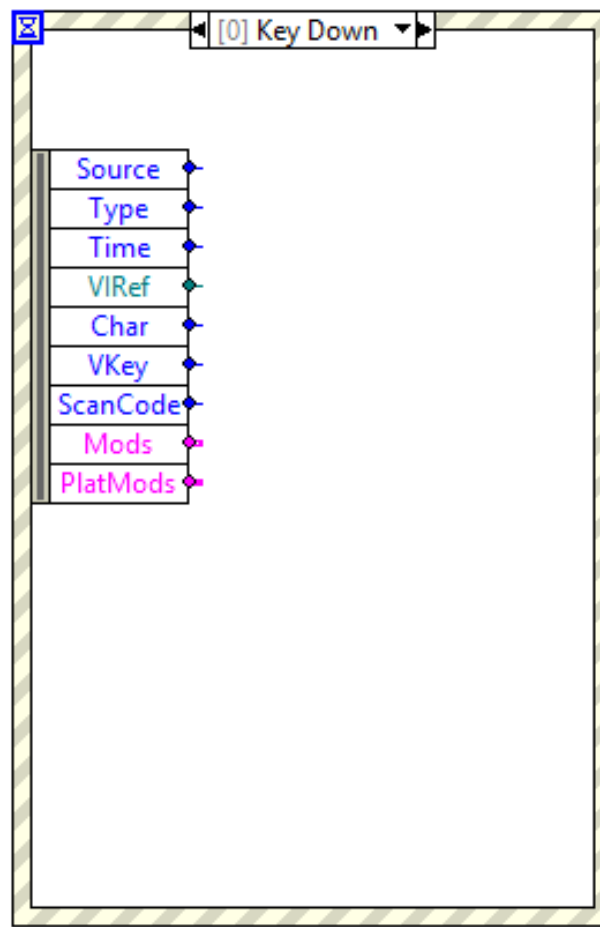 [0] Key Down
Source
Type
Time
VIRef
Char
VKey
ScanCode
Mods
PlatMods